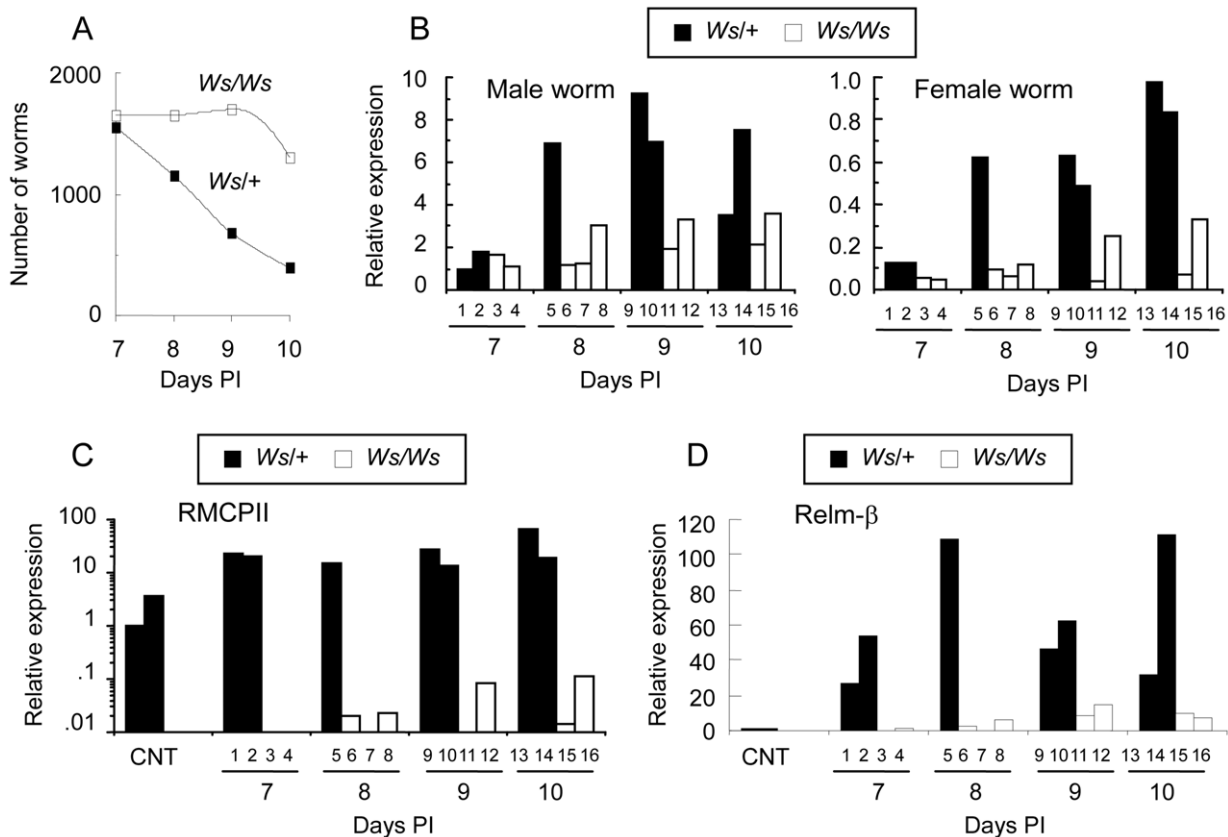 A
2000
1000
0
Number of worms
Ws/Ws
Ws/+
7 8 9 10
Days PI
B
Ws/+ Ws/Ws
Male worm
10
8
6
4
2
0
Relative expression
1 2 3 4 5 6 7 8 9 10 11 12 13 14 15 16
7 8 9 10
Days PI
Female worm
1.0
0.8
0.6
0.4
0.2
0.0
1 2 3 4 5 6 7 8 9 10 11 12 13 14 15 16
7 8 9 10
Days PI
C
Ws/+ Ws/Ws
RMCPII
100
10
1
.1
.01
Relative expression
CNT 1 2 3 4 5 6 7 8 9 10 11 12 13 14 15 16
7 8 9 10
Days PI
D
Ws/+ Ws/Ws
Relm-β
120
100
80
60
40
20
0
Relative expression
CNT 1 2 3 4 5 6 7 8 9 10 11 12 13 14 15 16
7 8 9 10
Days PI